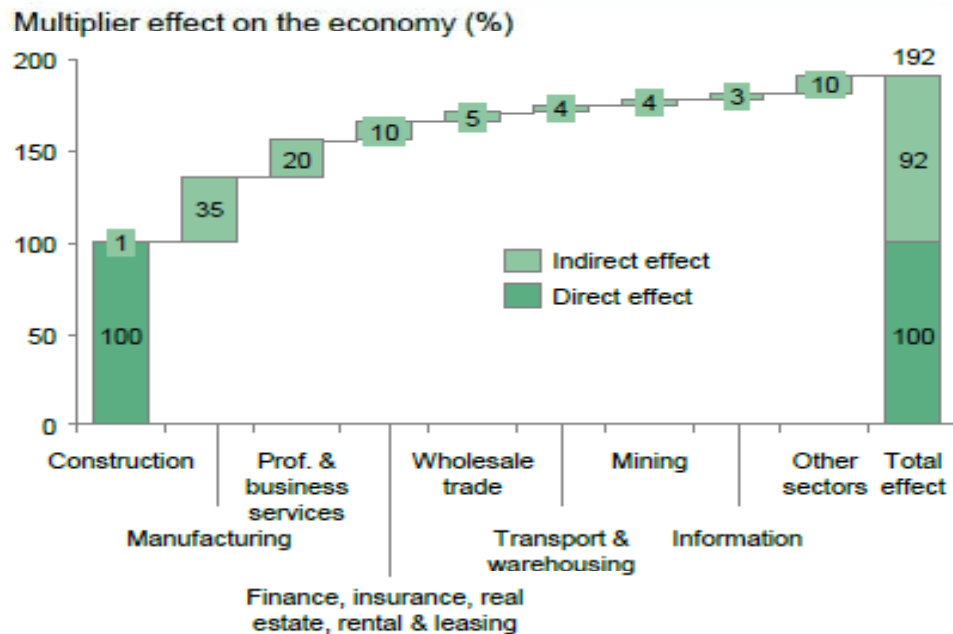 Multiplier effect on the economy (%)
200
150
100
50
0
1
100
35
20
10
5
4
4
3
10
192
92
100
Indirect effect
Direct effect
Construction
Manufacturing
Prof. &
business
services
Finance, insurance, real
estate, rental & leasing
Wholesale
trade
Transport &
warehousing
Mining
Information
Other
sectors
Total
effect